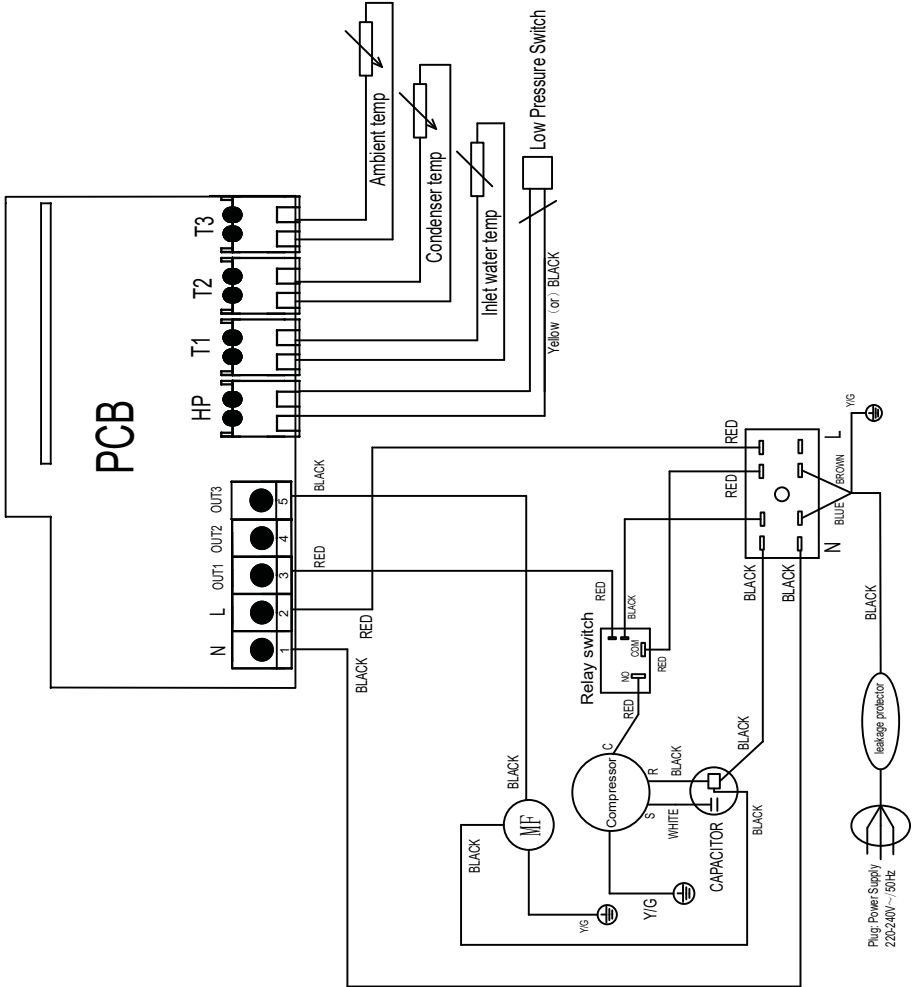 PCB
T3
T2
T1
HP
Ambient temp
Condenser temp
Inlet water temp
Low Pressure Switch
Yellow（or）BLACK
OUT3
OUT2
OUT1
L
N
5
4
3
2
1
BLACK
RED
RED
BLACK
RED
RED
L
N
BROWN
BLUE
Y/G
BLACK
BLACK
BLACK
Relay switch
RED
BLACK
COM
NO
RED
RED
Compressor
C
R
S
BLACK
WHITE
CAPACITOR
BLACK
BLACK
MF
BLACK
BLACK
Y/G
Y/G
leakage protector
Plug: Power Supply
220-240V～/50Hz